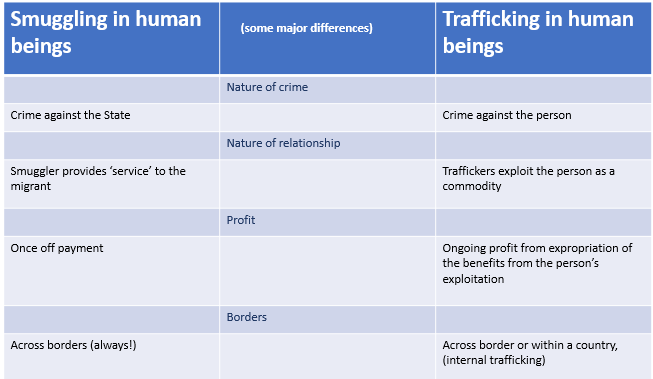 Smuggling in human
beings
(some major differences)
Trafficking in human
beings
Nature of crime
Crime against the State
Crime against the person
Nature of relationship
Smuggler provides ‘service’ to the
migrant
Traffickers exploit the person as a
commodity
Profit
Once off payment
Ongoing profit from expropriation of
the benefits from the person’s
exploitation
Borders
Across borders (always!)
Across border or within a country,
(internal trafficking)